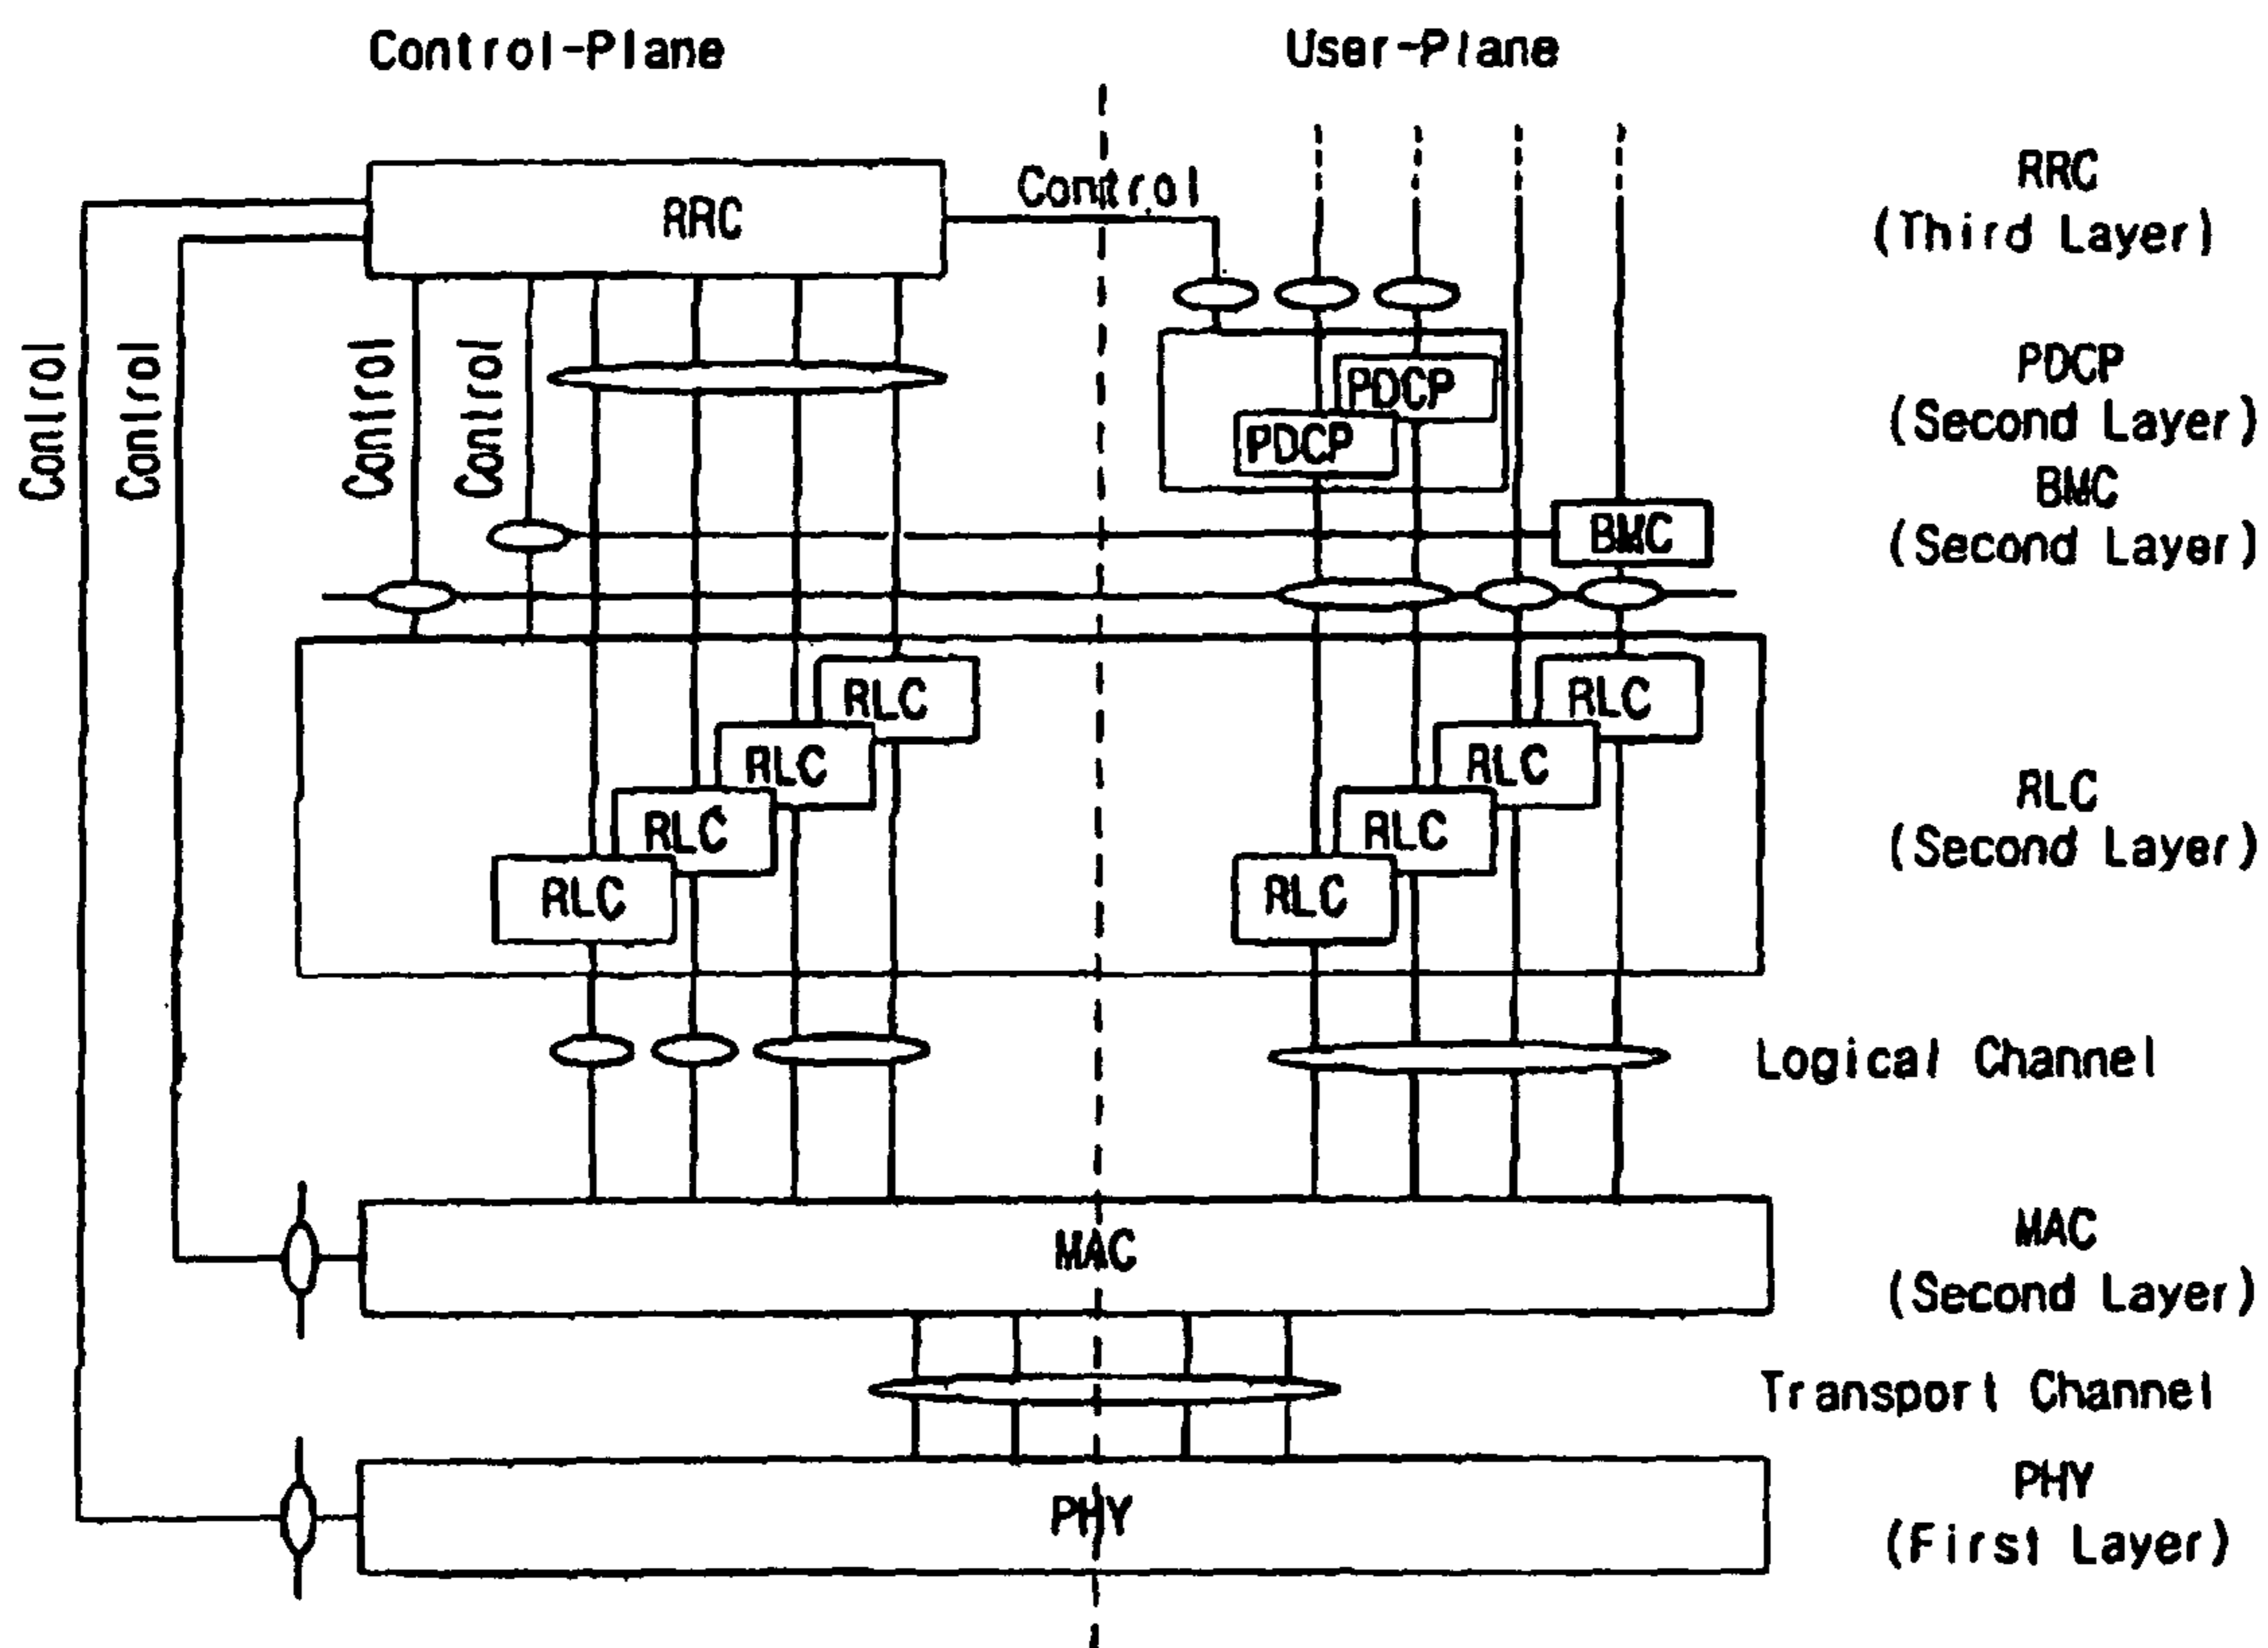 Control-Plane
User-Plane
RRC
Control
RRC
(Third Layer)
Control
Control
Control
Control
PDCP
PDCP
PDCP
(Second Layer)
BMC
BMC
(Second Layer)
RLC
RLC
RLC
RLC
RLC
RLC
RLC
RLC
RLC
(Second Layer)
Logical Channel
MAC
MAC
(Second Layer)
Transport Channel
PHY
PHY
(First Layer)